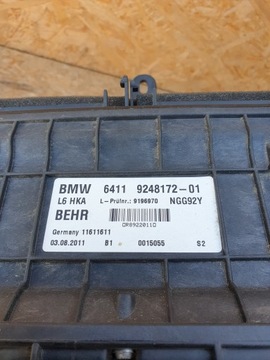 BMW 6411 9248172-01
L6 HKA L-Prüfnr.: 9196970 NGG92Y
BEHR
Germany 11611611
03.08.2011 B1 0015055 S2